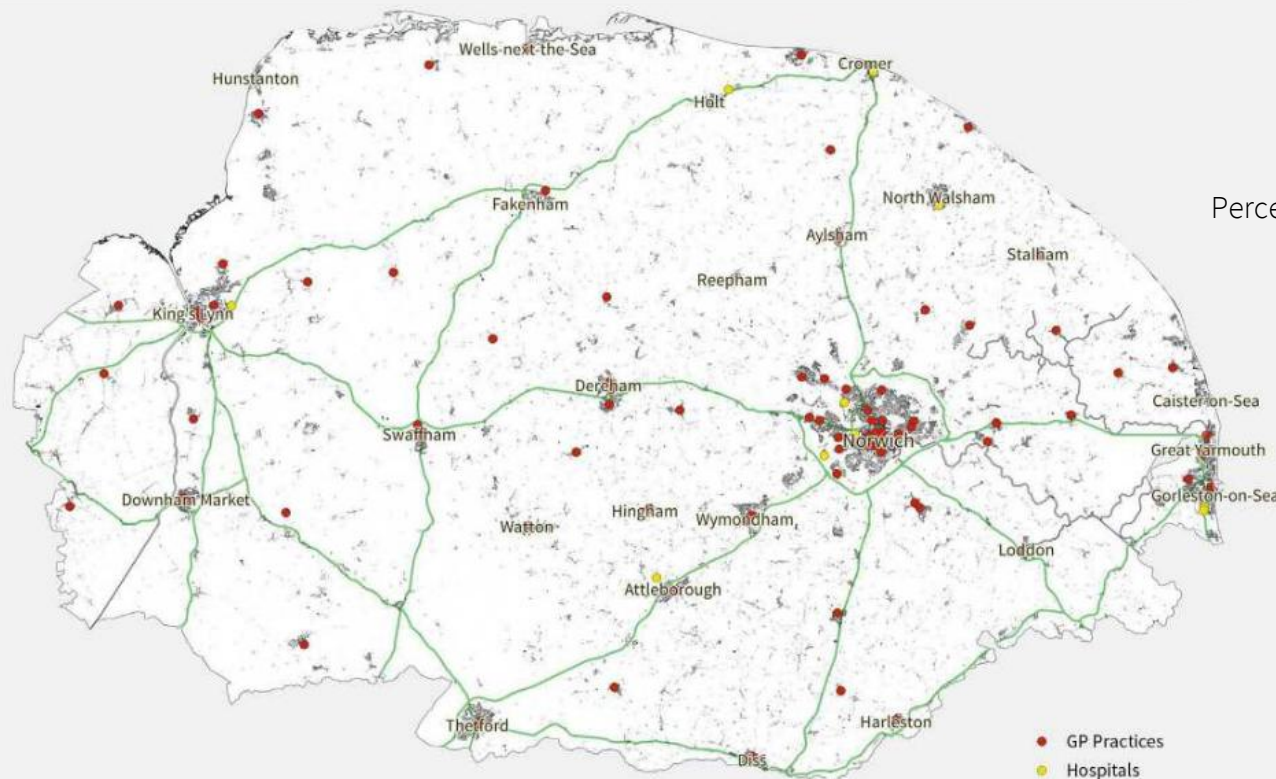 Wells-next-the-Sea
Cromer
Hunstanton
Holt
Fakenham
North Walsham
Aylsham
Stalham
Reepham
King's Lynn
Dereham
Caister-on-Sea
Swaffham
Norwich
Great Yarmouth
Downham Market
Gorleston-on-Sea
Hingham
Wymondham
Watton
Loddon
Attleborough
Thetford
Harleston
Diss
GP Practices
Hospitals
Perce